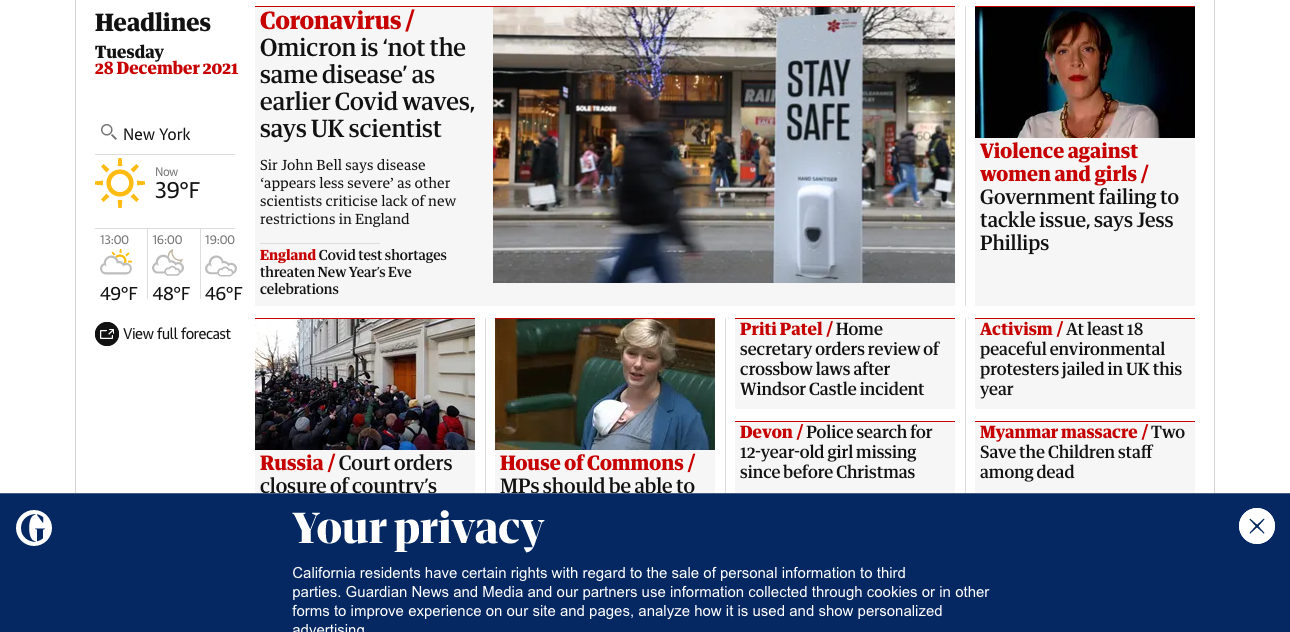 Headlines
Tuesday
28 December 2021
New York
Now
39°F
13:00
16:00
19:00
49°F
48°F
46°F
View full forecast
Coronavirus /
Omicron is ‘not the
same disease’ as
earlier Covid waves,
says UK scientist
Sir John Bell says disease
‘appears less severe’ as other
scientists criticise lack of new
restrictions in England
England Covid test shortages
threaten New Year’s Eve
celebrations
SOLE TRADER
STAY
SAFE
HAND SANITISER
Violence against
women and girls /
Government failing to
tackle issue, says Jess
Phillips
Russia / Court orders
closure of country’s
House of Commons /
MPs should be able to
Priti Patel / Home
secretary orders review of
crossbow laws after
Windsor Castle incident
Devon / Police search for
12-year-old girl missing
since before Christmas
Activism / At least 18
peaceful environmental
protesters jailed in UK this
year
Myanmar massacre / Two
Save the Children staff
among dead
G
Your privacy
California residents have certain rights with regard to the sale of personal information to third
parties. Guardian News and Media and our partners use information collected through cookies or in other
forms to improve experience on our site and pages, analyze how it is used and show personalized
advertising.